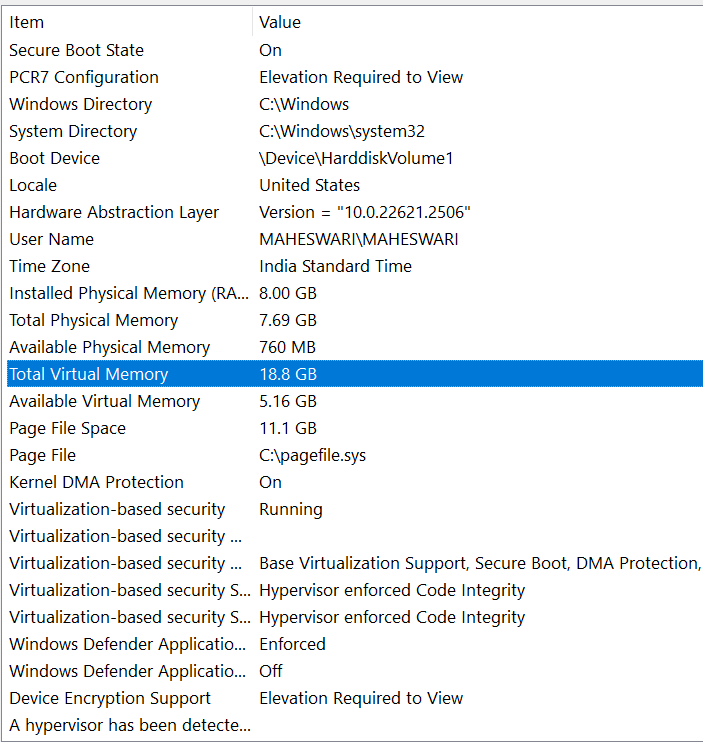 Item Value
Secure Boot State On
PCR7 Configuration Elevation Required to View
Windows Directory C:\Windows
System Directory C:\Windows\system32
Boot Device \Device\HarddiskVolume1
Locale United States
Hardware Abstraction Layer Version = "10.0.22621.2506"
User Name MAHESWARI\MAHESWARI
Time Zone India Standard Time
Installed Physical Memory (RA... 8.00 GB
Total Physical Memory 7.69 GB
Available Physical Memory 760 MB
Total Virtual Memory 18.8 GB
Available Virtual Memory 5.16 GB
Page File Space 11.1 GB
Page File C:\pagefile.sys
Kernel DMA Protection On
Virtualization-based security Running
Virtualization-based security ...
Virtualization-based security ... Base Virtualization Support, Secure Boot, DMA Protection,
Virtualization-based security S... Hypervisor enforced Code Integrity
Virtualization-based security S... Hypervisor enforced Code Integrity
Windows Defender Applicatio... Enforced
Windows Defender Applicatio... Off
Device Encryption Support Elevation Required to View
A hypervisor has been detecte...